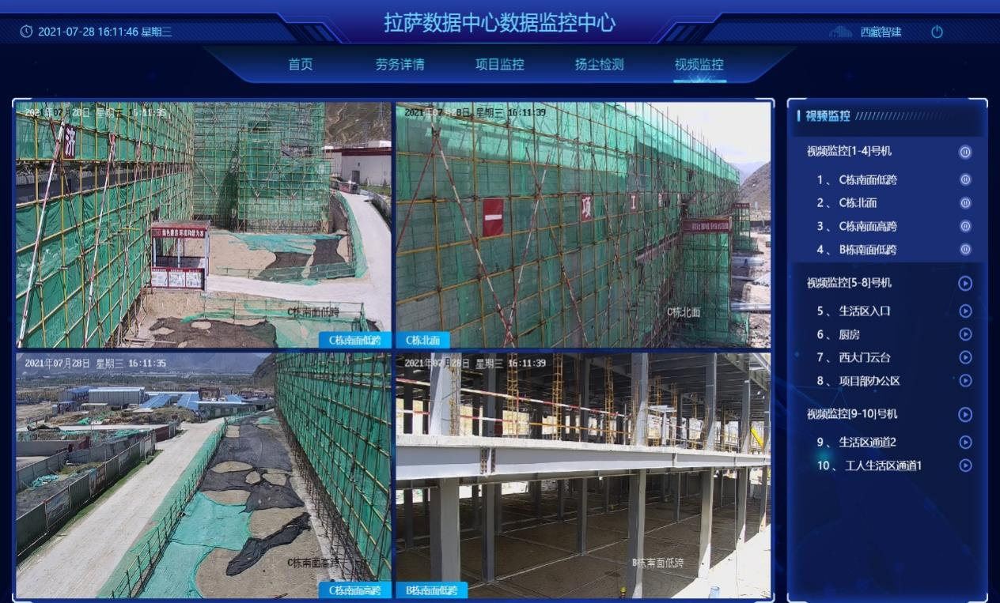 拉萨数据中心数据监控中心
2021-07-28 16:11:46 星期三
西藏智建
首页
劳务详情
项目监控
扬尘检测
视频监控
2021年07月28日 星期三 16:11:35
济
C栋南面低跨
C栋南面低跨
2021年07月28日 星期三 16:11:39
一
项
工
C栋北面
C栋北面
2021年07月28日 星期三 16:11:35
C栋南面高跨
C栋南面高跨
2021年07月28日 星期三 16:11:39
B栋南面低跨
B栋南面低跨
视频监控
视频监控[1-4]号机
1、 C栋南面低跨
2、 C栋北面
3、 C栋南面高跨
4、 B栋南面低跨
视频监控[5-8]号机
5、 生活区入口
6、 厨房
7、 西大门云台
8、 项目部办公区
视频监控[9-10]号机
9、 生活区通道2
10、 工人生活区通道1